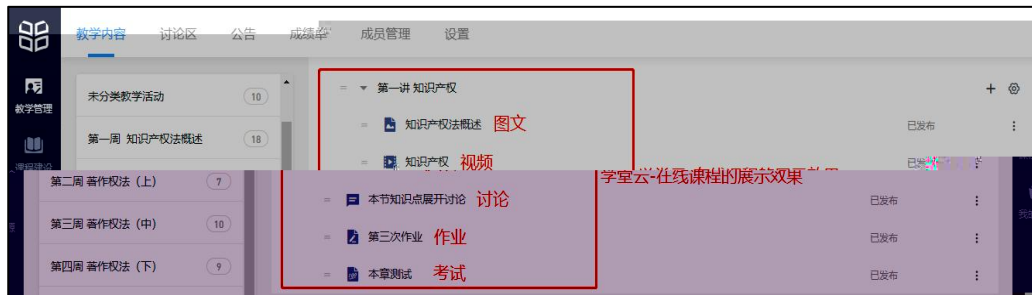 教学内容 讨论区 公告 成绩单 成员管理 设置
教学管理
未分类教学活动 10
第一周 知识产权法概述 18
第一讲 知识产权
知识产权法概述 图文 已发布
知识产权 视频
学堂云-在线课程的展示效果
第二周 著作权法（上） 7
第三周 著作权法（中） 10
第四周 著作权法（下） 9
本节知识点展开讨论 讨论 已发布
第三次作业 作业 已发布
本章测试 考试 已发布